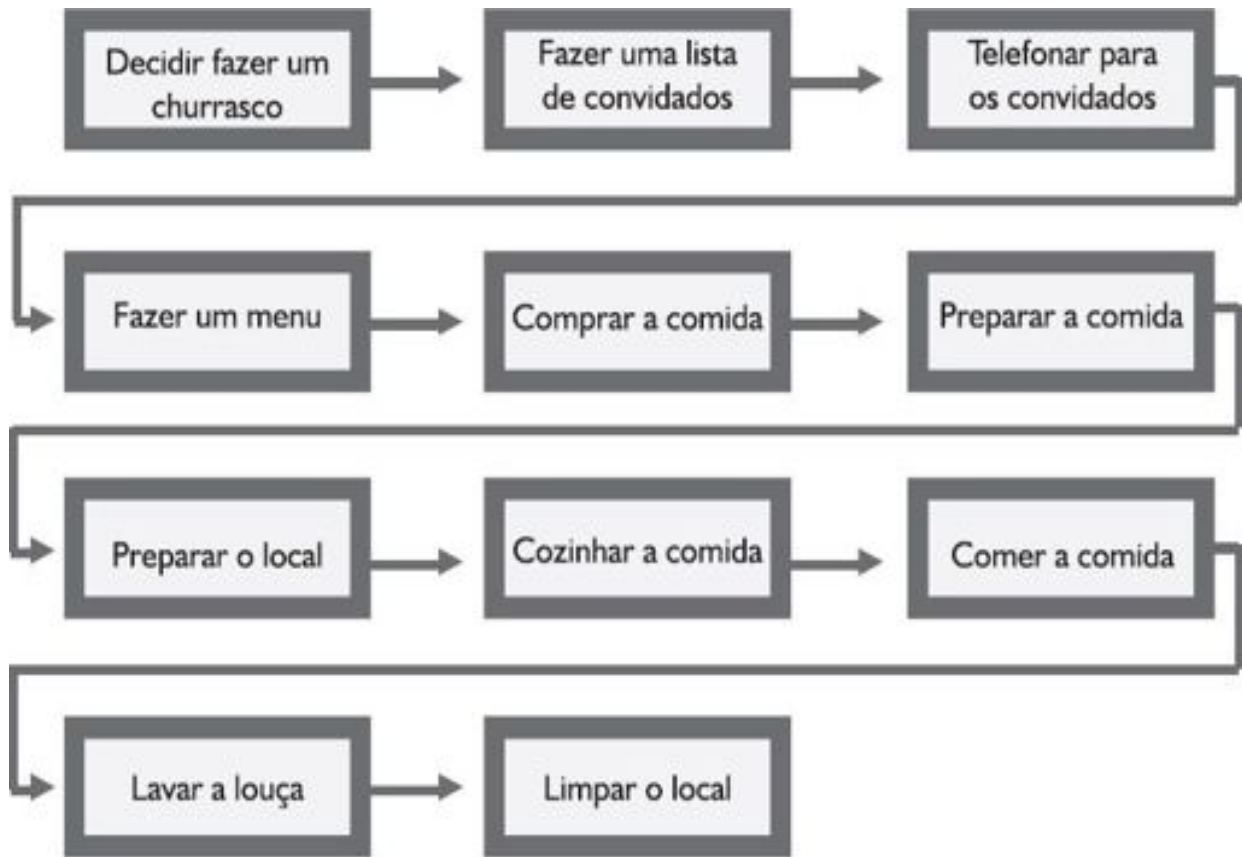 Decidir fazer um
churrasco
Fazer uma lista
de convidados
Telefonar para
os convidados
Fazer um menu
Comprar a comida
Preparar a comida
Preparar o local
Cozinhar a comida
Comer a comida
Lavar a louça
Limpar o local